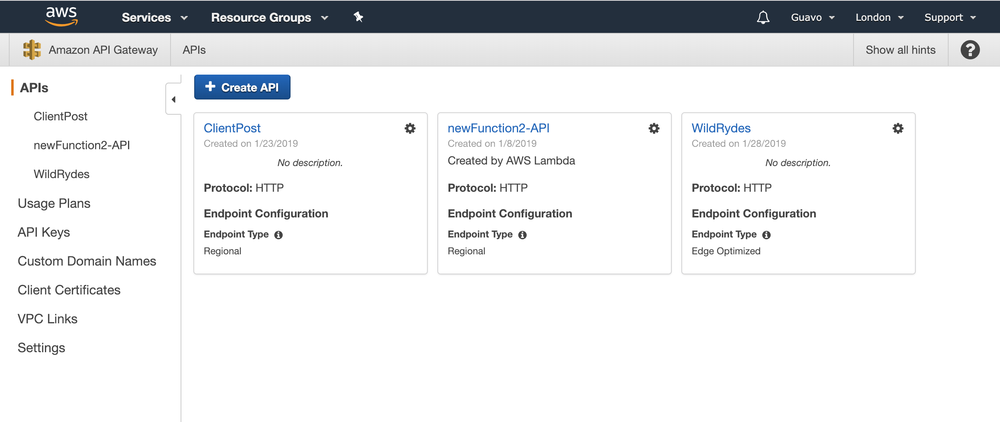 aws
Services
Resource Groups
Guavo
London
Support
Amazon API Gateway
APIs
Show all hints
?
APIs
ClientPost
newFunction2-API
WildRydes
Usage Plans
API Keys
Custom Domain Names
Client Certificates
VPC Links
Settings
+ Create API
ClientPost
Created on 1/23/2019
No description.
Protocol: HTTP
Endpoint Configuration
Endpoint Type
Regional
newFunction2-API
Created on 1/8/2019
Created by AWS Lambda
Protocol: HTTP
Endpoint Configuration
Endpoint Type
Regional
WildRydes
Created on 1/28/2019
No description.
Protocol: HTTP
Endpoint Configuration
Endpoint Type
Edge Optimized